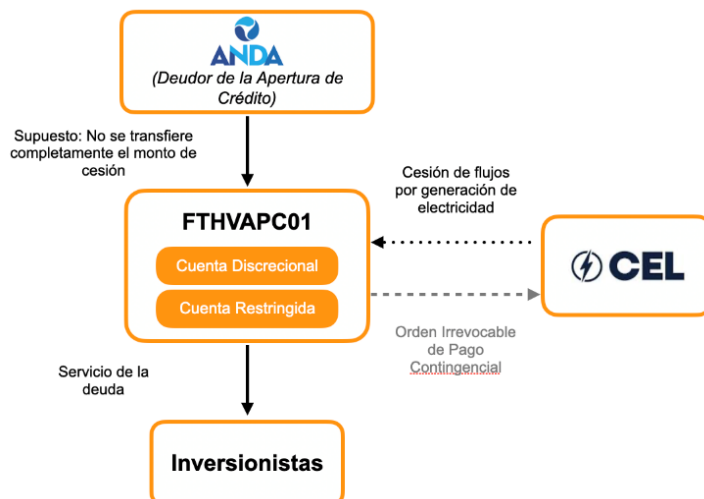 ANDA
(Deudor de la Apertura de
Crédito)
Supuesto: No se transfiere
completamente el monto de
cesión
Cesión de flujos
por generación de
electricidad
FTHVAPC01
Cuenta Discrecional
Cuenta Restringida
CEL
Orden Irrevocable
de Pago
Contingencial
Servicio de la
deuda
Inversionistas